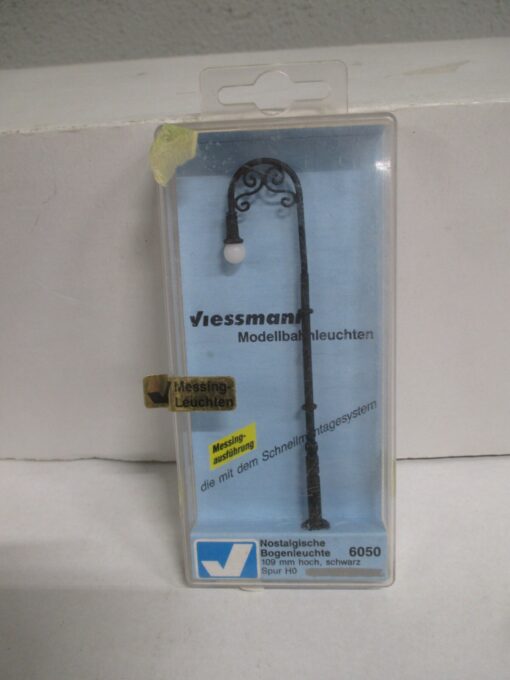 Viessmann
Modellbahnleuchten
Messing-
Leuchten
Messing-
ausführung
die mit dem Schnellmontagesystem
Nostalgische
Bogenleuchte 6050
109 mm hoch, schwarz
Spur H0